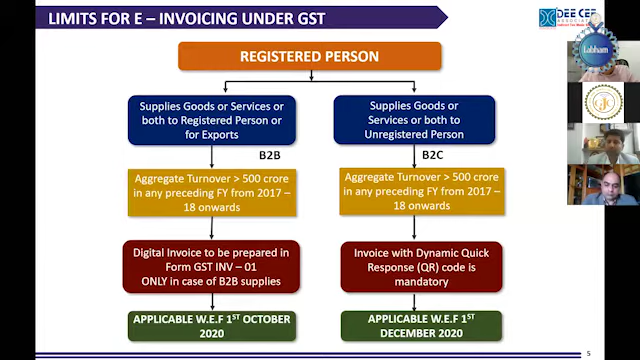 LIMITS FOR E – INVOICING UNDER GST
DEE CEE
ASSOCIATES
Labham
GJC
REGISTERED PERSON
Supplies Goods or Services or
both to Registered Person or
for Exports
Supplies Goods or
Services or both to
Unregistered Person
B2B
B2C
Aggregate Turnover > 500 crore
in any preceding FY from 2017 –
18 onwards
Aggregate Turnover > 500 crore
in any preceding FY from 2017 –
18 onwards
Digital Invoice to be prepared in
Form GST INV – 01
ONLY in case of B2B supplies
Invoice with Dynamic Quick
Response (QR) code is
mandatory
APPLICABLE W.E.F 1ST OCTOBER
2020
APPLICABLE W.E.F 1ST
DECEMBER 2020
5